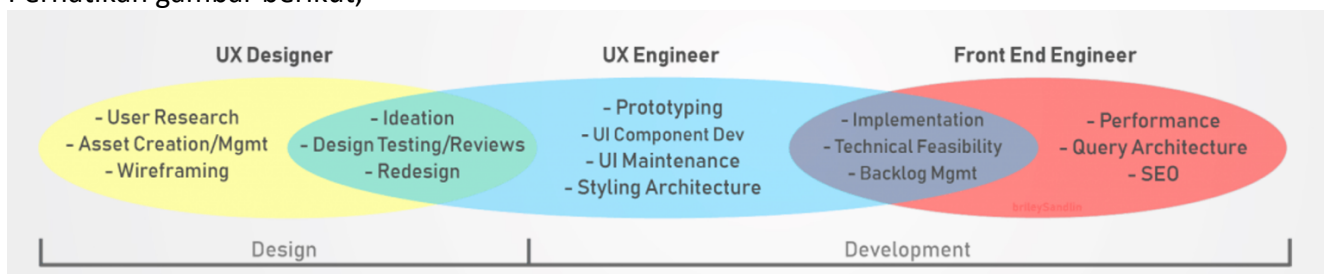 Perhatikan gambar berikut,
UX Designer
UX Engineer
Front End Engineer
- User Research
- Asset Creation/Mgmt
- Wireframing
- Ideation
- Design Testing/Reviews
- Redesign
- Prototyping
- UI Component Dev
- UI Maintenance
- Styling Architecture
- Implementation
- Technical Feasibility
- Backlog Mgmt
- Performance
- Query Architecture
- SEO
brileySandlin
Design
Development